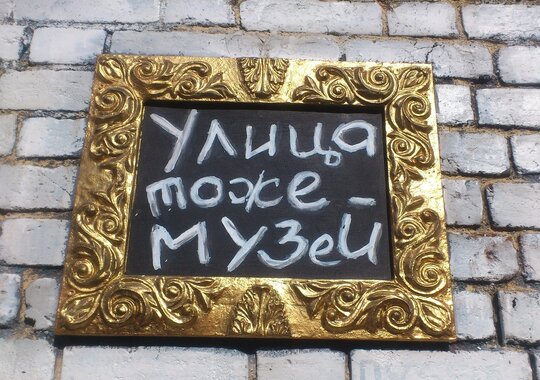 Улица
тоже -
музей